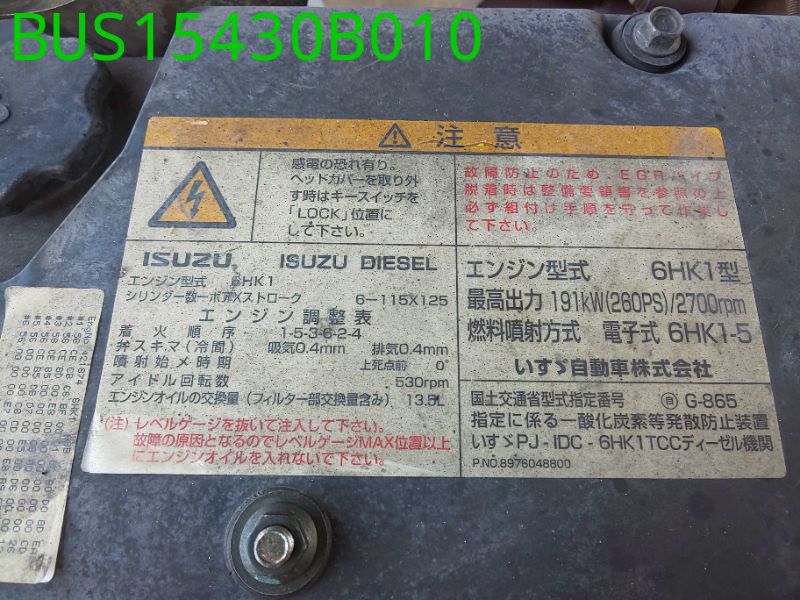 BUS15430B010
注意
感電の恐れ有り。
ヘッドカバーを取り外
す時はキースイッチを
「LOCK」位置に
して下さい。
故障防止のため、EGRパイプ
脱着時は整備要領書を参照の上
必ず組付け手順を守って作業し
て下さい。
ISUZU ISUZU DIESEL
エンジン型式 6HK1
シリンダー数ーボア×ストローク 6-115X125
エンジン調整表
着火順序 1-5-3-6-2-4
弁スキマ(冷間) 吸気0.4mm 排気0.4mm
噴射始め時期 上死点前 0°
アイドル回転数 530rpm
エンジンオイルの交換量(フィルター部交換量含み) 13.5L
(注)レベルゲージを抜いて注入して下さい。
故障の原因となるのでレベルゲージMAX位置以上
にエンジンオイルを入れないで下さい。
エンジン型式 6HK1型
最高出力 191kW(260PS)/2700rpm
燃料噴射方式 電子式 6HK1-5
いすゞ自動車株式会社
国土交通省型式指定番号 自 G-865
指定に係る一酸化炭素等発散防止装置
いすゞPJ-IDC-6HK1TCCディーゼル機関
P.NO.8976048800